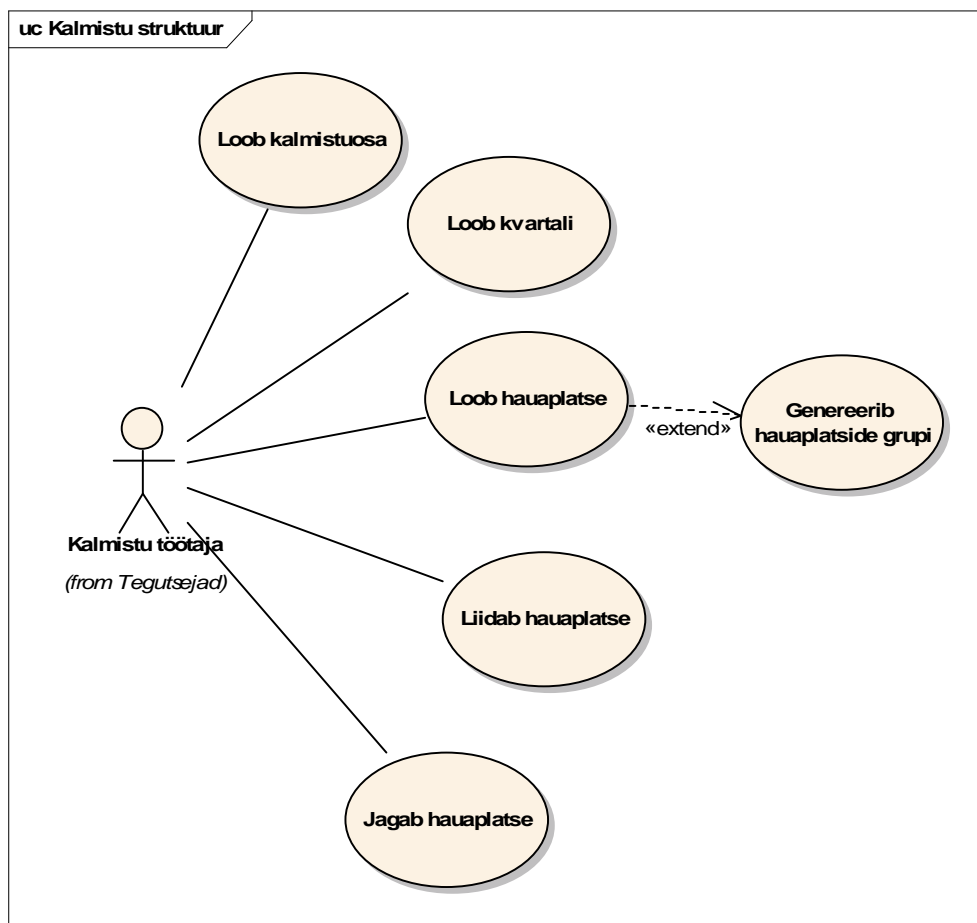 uc Kalmistu struktuur
Loob kalmistuosa
Loob kvartali
Loob hauaplatse
«extend»
Genereerib
hauaplatside grupi
Kalmistu töötaja
(from Tegutsejad)
Liidab hauaplatse
Jagab hauaplatse